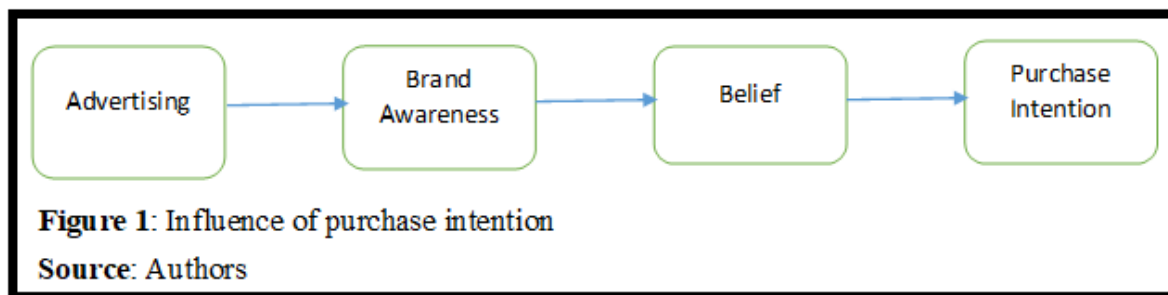 Advertising
Brand
Awareness
Belief
Purchase
Intention
Figure 1: Influence of purchase intention
Source: Authors